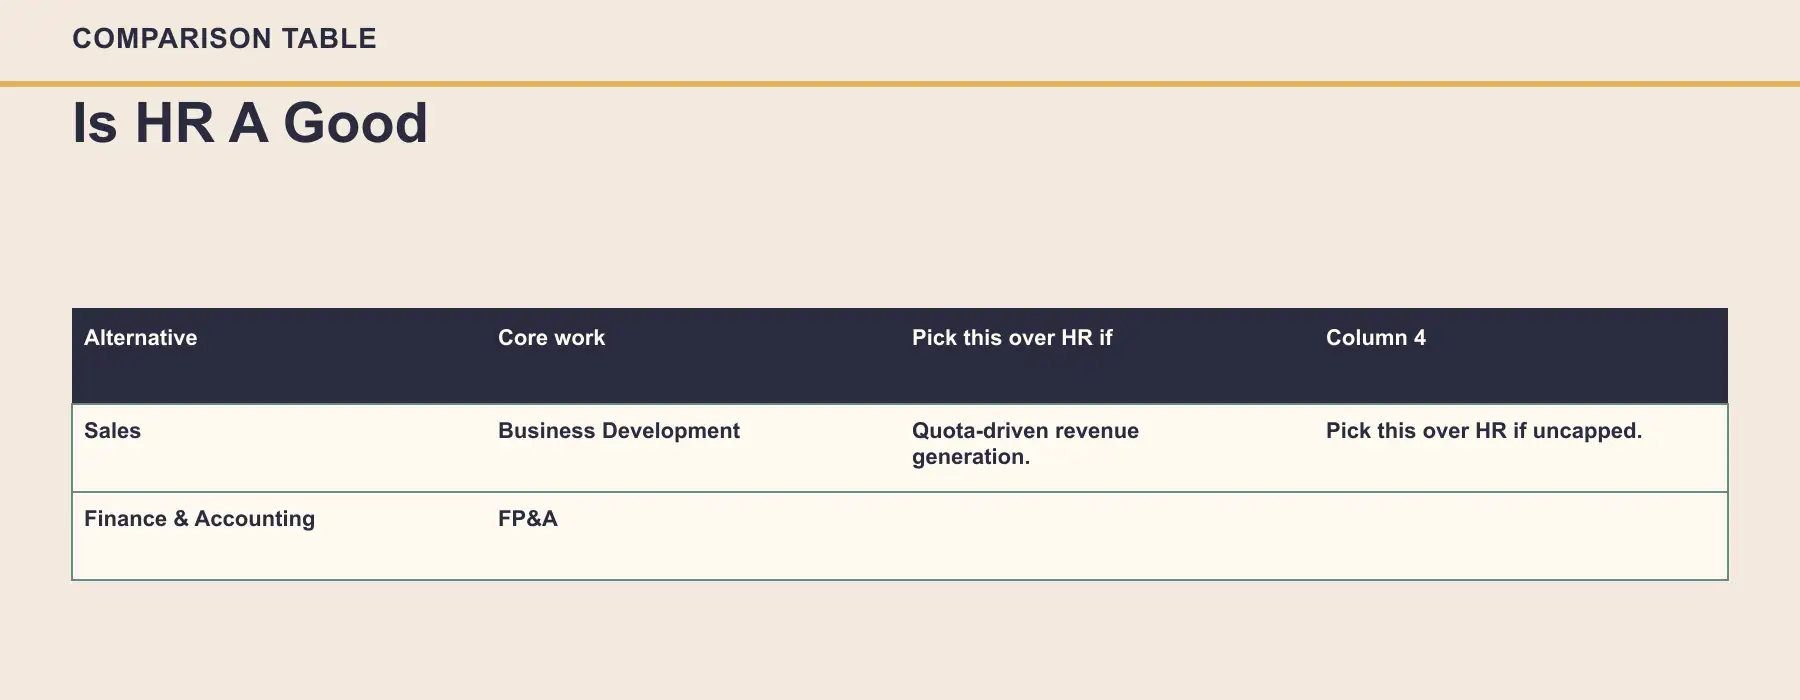 COMPARISON TABLE
Is HR A Good
Alternative Core work Pick this over HR if Column 4
Sales Business Development Quota-driven revenue generation. Pick this over HR if uncapped.
Finance & Accounting FP&A